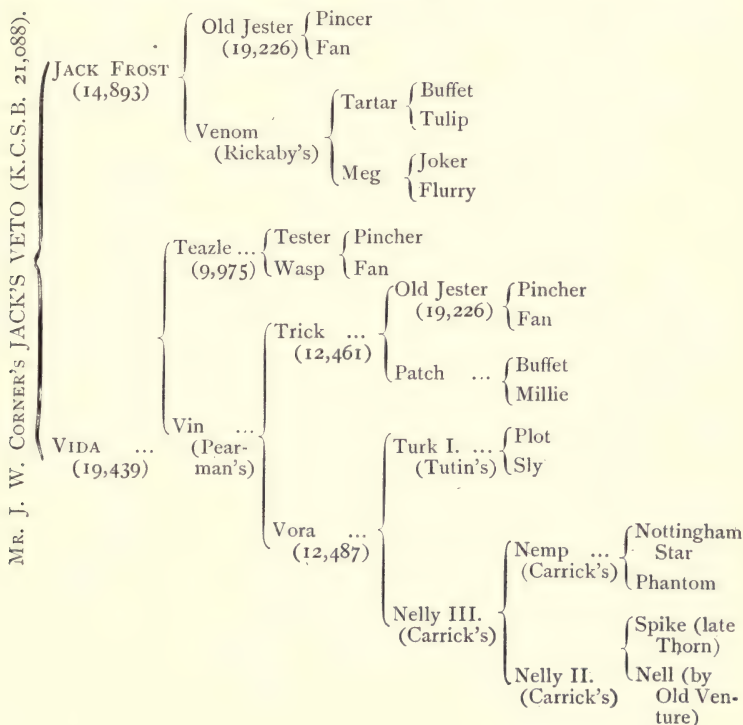 MR. J. W. CORNER'S JACK'S VETO (K.C.S.B. 21,088).
JACK FROST
(14,893)
Old Jester
(19,226)
Pincer
Fan
Venom
(Rickaby's)
Tartar
Buffet
Tulip
Meg
Joker
Flurry
VIDA ...
(19,439)
Teazle ...
(9,975)
Tester
Wasp
Pincher
Fan
Vin ...
(Pear-
man's)
Trick ...
(12,461)
Old Jester
(19,226)
Pincher
Fan
Patch ...
Buffet
Millie
Vora ...
(12,487)
Turk I. ...
(Tutin's)
Plot
Sly
Nelly III.
(Carrick's)
Nemp ...
(Carrick's)
Nottingham
Star
Phantom
Nelly II.
(Carrick's)
Spike (late
Thorn)
Nell (by
Old Ven-
ture)